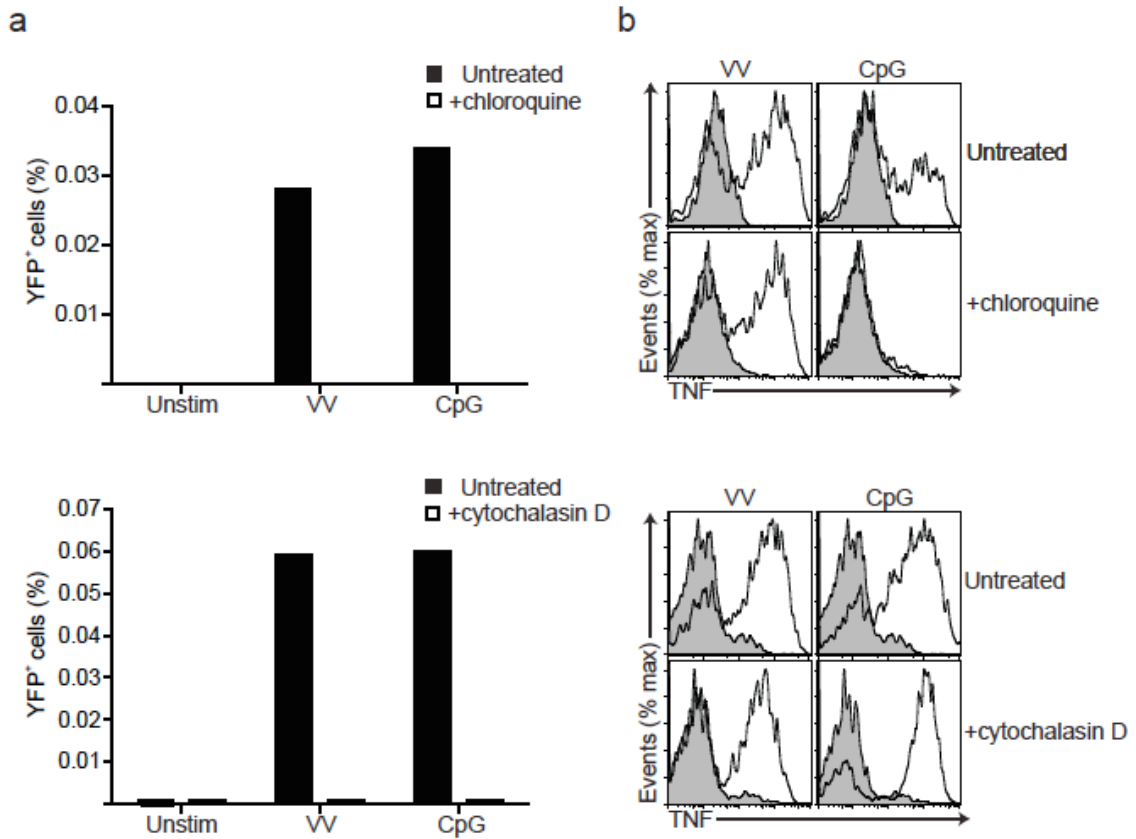 a
Untreated
+chloroquine
YFP⁺ cells (%)
0.04
0.03
0.02
0.01
Unstim
VV
CpG
b
VV
CpG
Untreated
+chloroquine
Events (% max)
TNF
Untreated
+cytochalasin D
YFP⁺ cells (%)
0.07
0.06
0.05
0.04
0.03
0.02
0.01
Unstim
VV
CpG
VV
CpG
Untreated
+cytochalasin D
Events (% max)
TNF